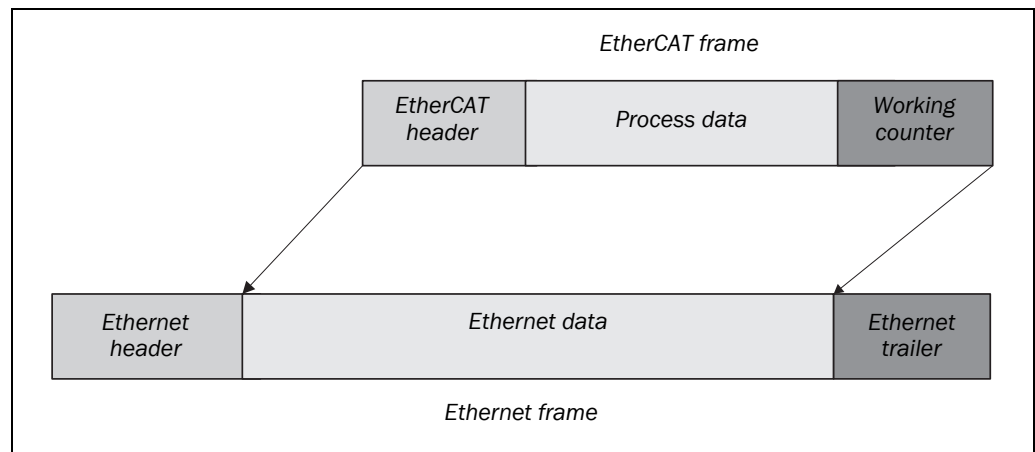 EtherCAT frame
EtherCAT
header
Process data
Working
counter
Ethernet
header
Ethernet data
Ethernet
trailer
Ethernet frame